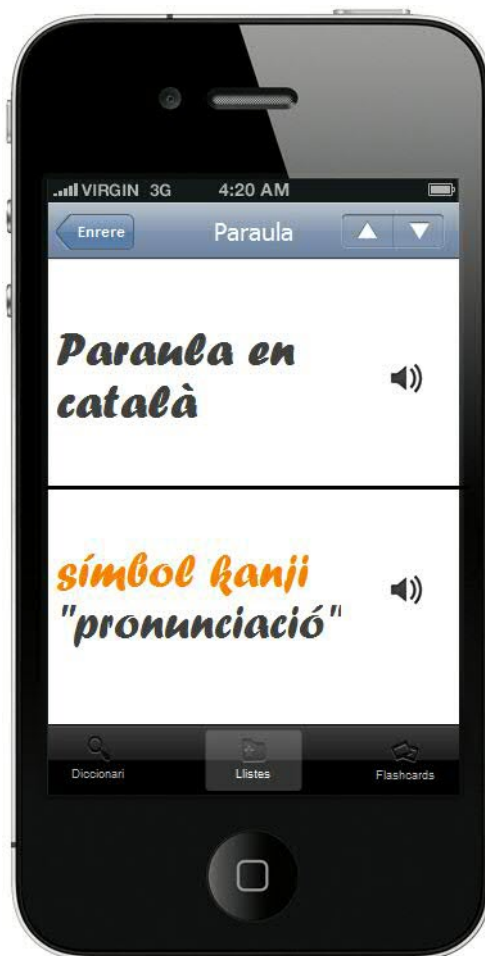 VIRGIN 3G 4:20 AM
Enrere Paraula
Paraula en
català
símbol kanji
"pronunciació"
Diccionari Llistes Flashcards